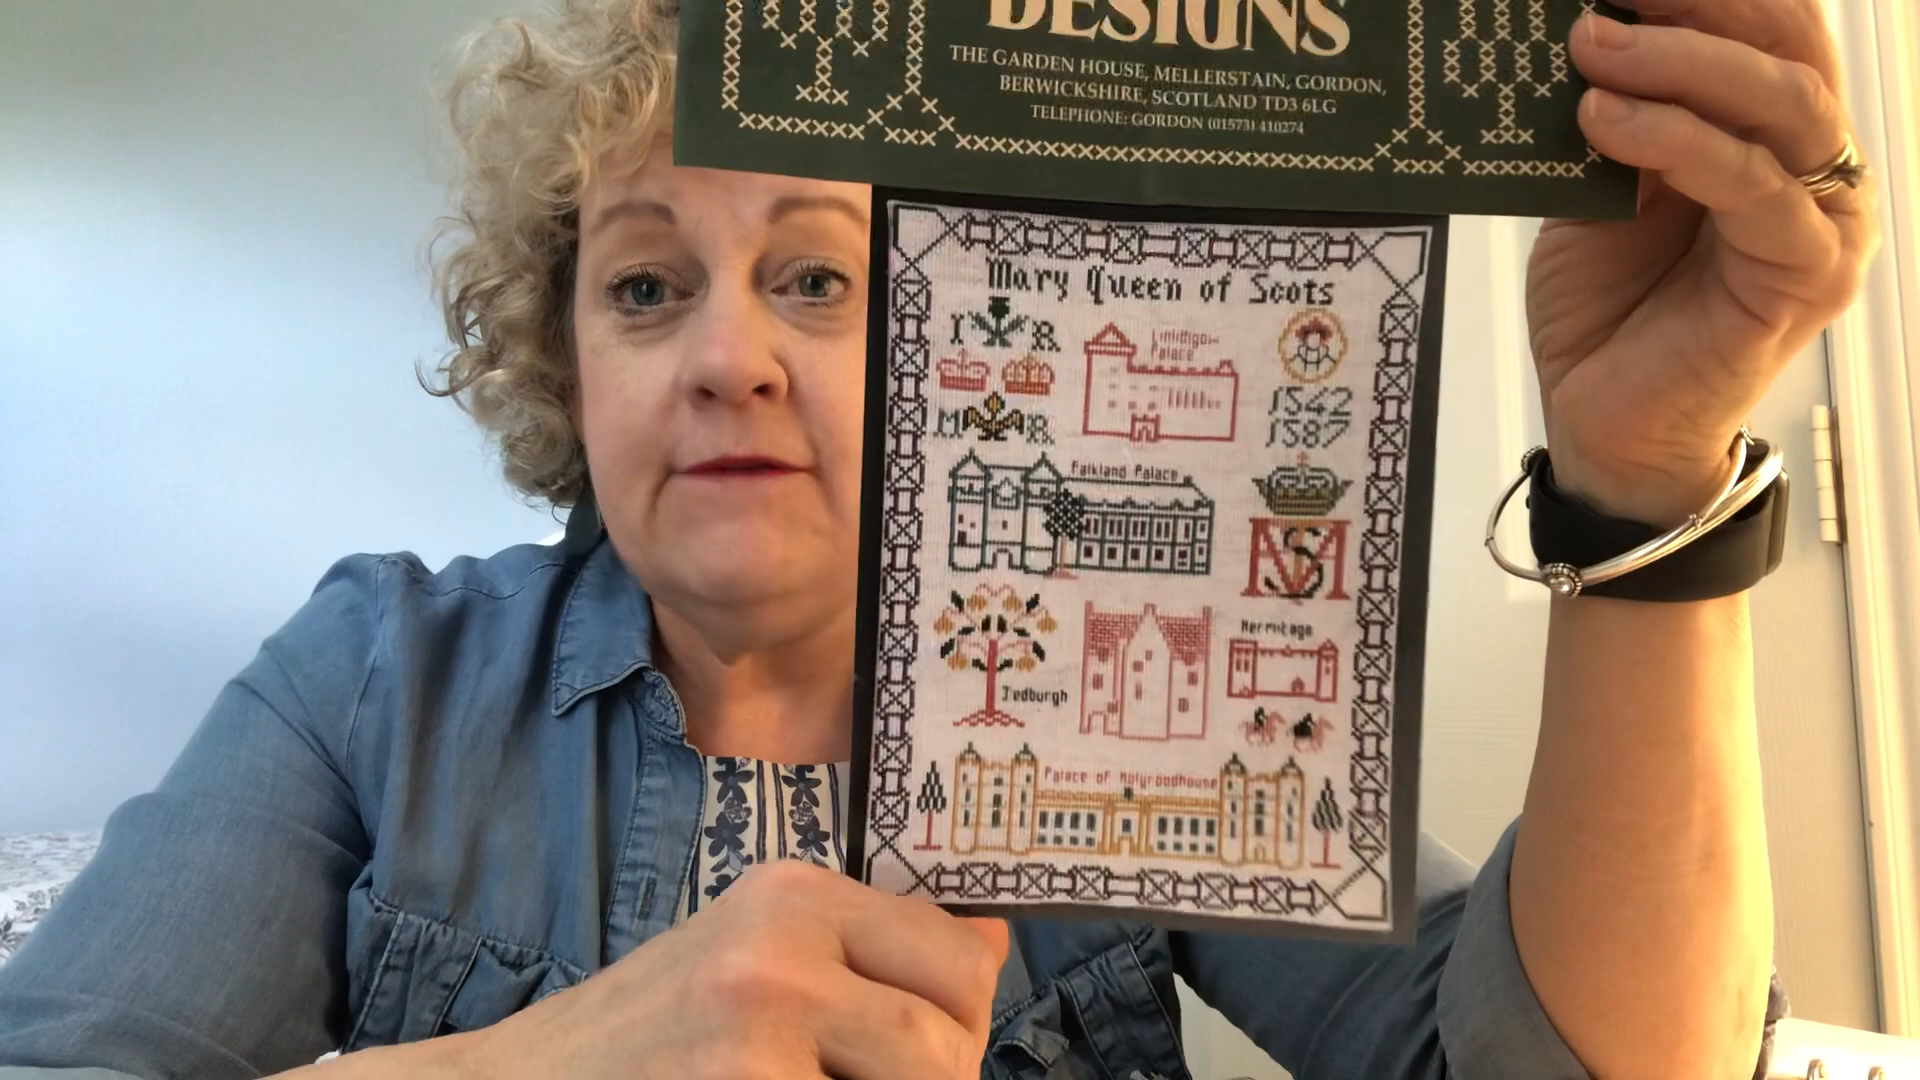 DESIGNS
THE GARDEN HOUSE, MELLERSTAIN, GORDON,
BERWICKSHIRE, SCOTLAND TD3 6LG
TELEPHONE: GORDON (01573) 410274
Mary Queen of Scots
I R
Linlithgow
Palace
M R
1542
1587
Falkland Palace
MS
Hermitage
Jedburgh
Palace of Holyroodhouse